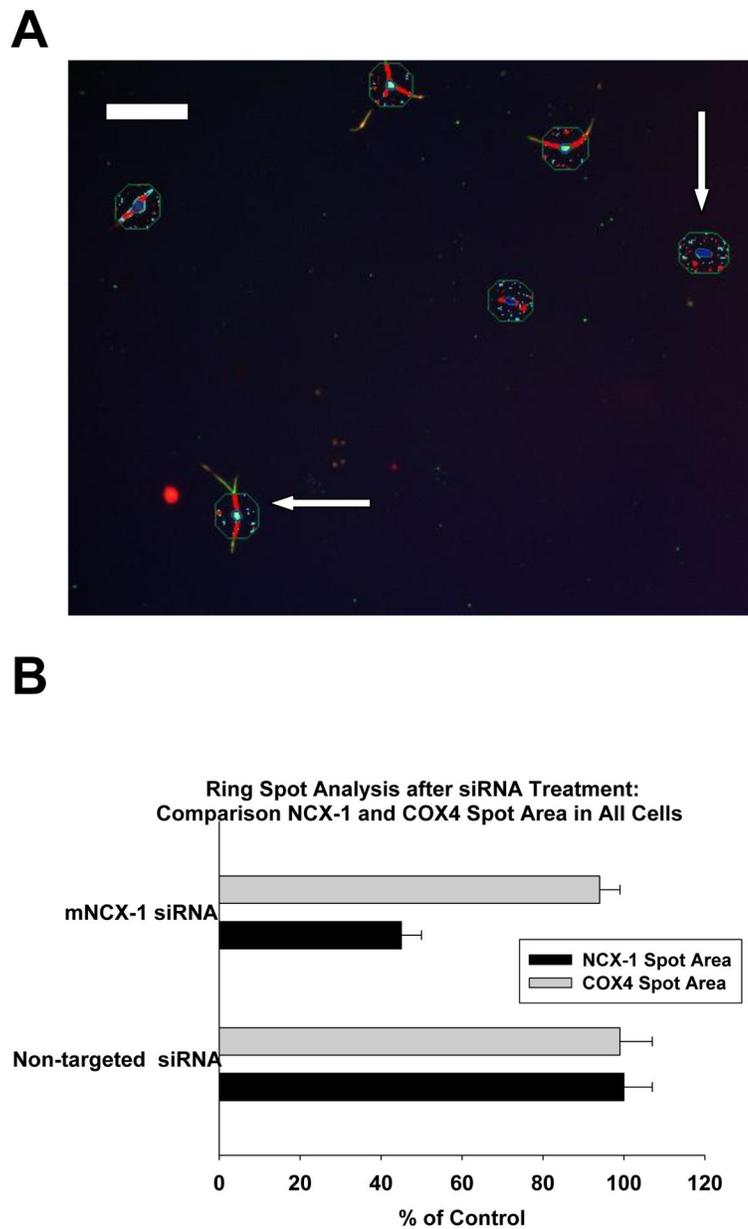 A
B
Ring Spot Analysis after siRNA Treatment:
Comparison NCX-1 and COX4 Spot Area in All Cells
mNCX-1 siRNA
NCX-1 Spot Area
COX4 Spot Area
Non-targeted siRNA
0 20 40 60 80 100 120
% of Control